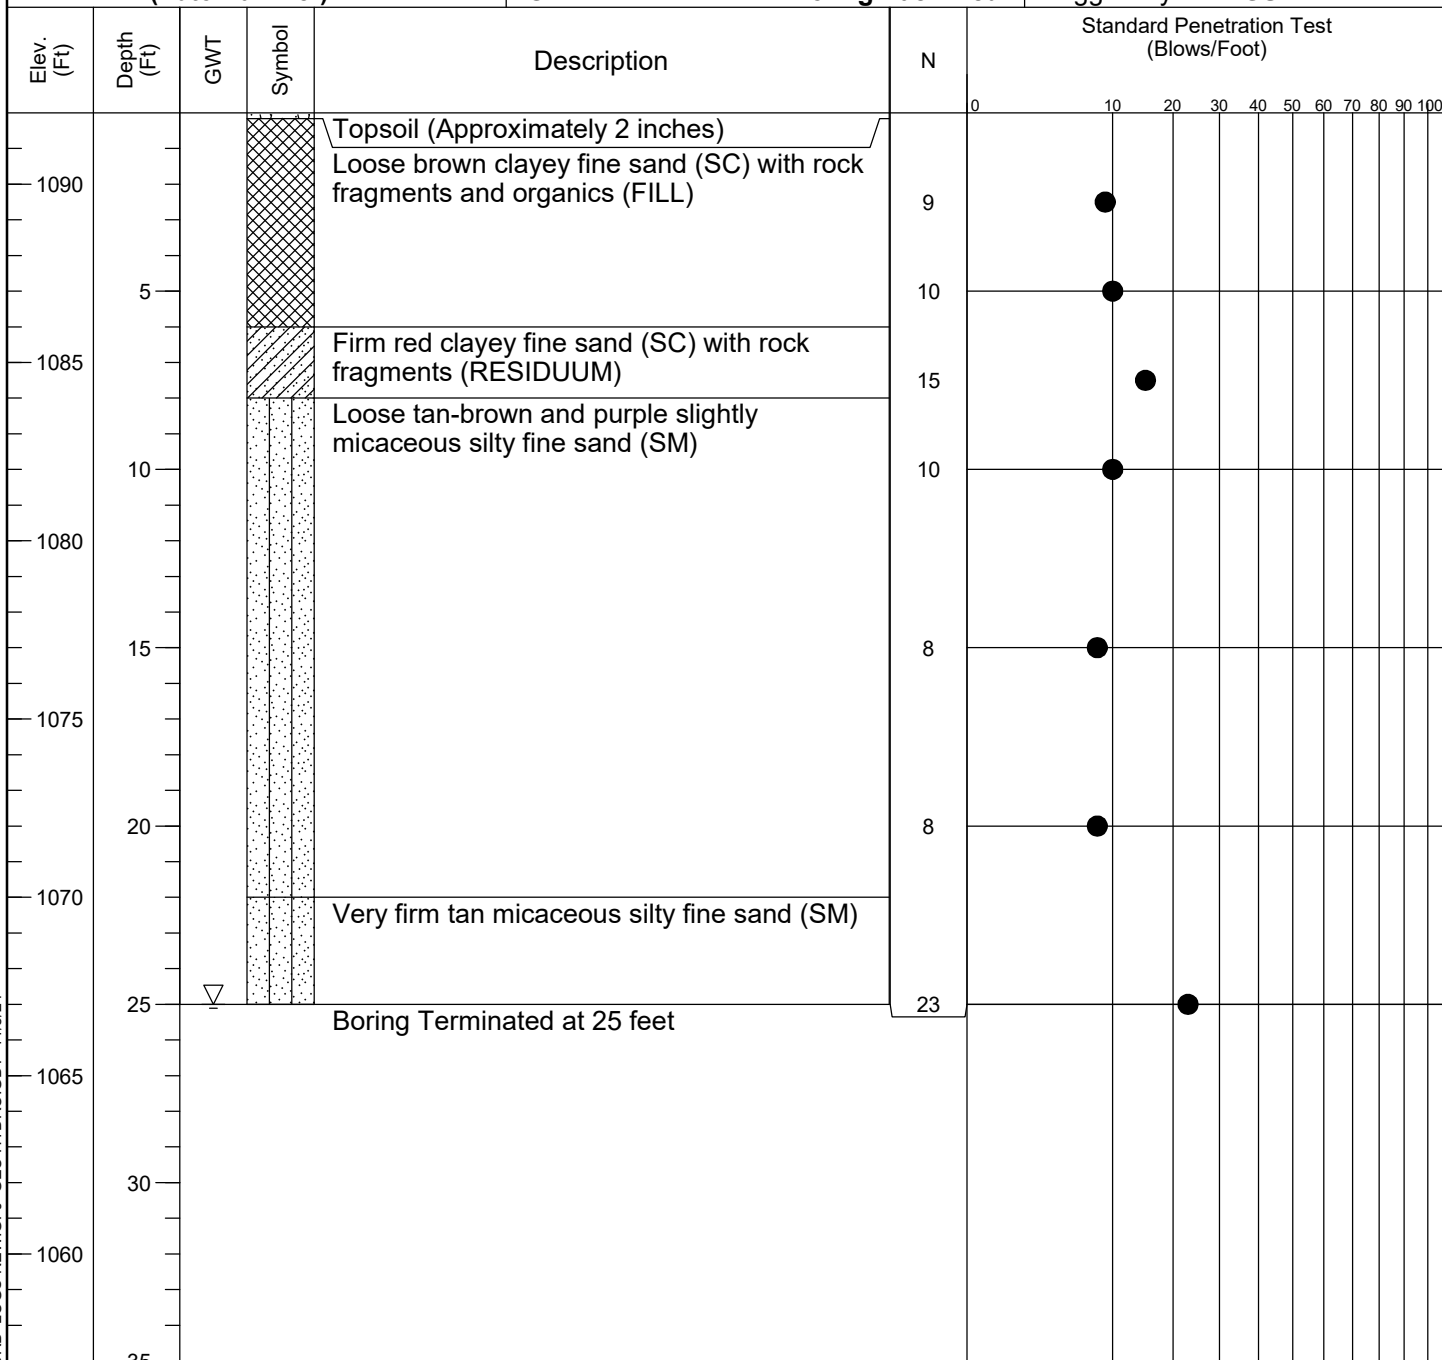 Elev. (Ft)
Depth (Ft)
GWT
Symbol
Description
N
Standard Penetration Test
(Blows/Foot)
0 10 20 30 40 50 60 70 80 90 100
Topsoil (Approximately 2 inches)
Loose brown clayey fine sand (SC) with rock
fragments and organics (FILL)
1090
9
5
10
Firm red clayey fine sand (SC) with rock
fragments (RESIDUUM)
1085
15
Loose tan-brown and purple slightly
micaceous silty fine sand (SM)
10
10
1080
15
8
1075
20
8
1070
Very firm tan micaceous silty fine sand (SM)
25
23
Boring Terminated at 25 feet
1065
30
1060
35